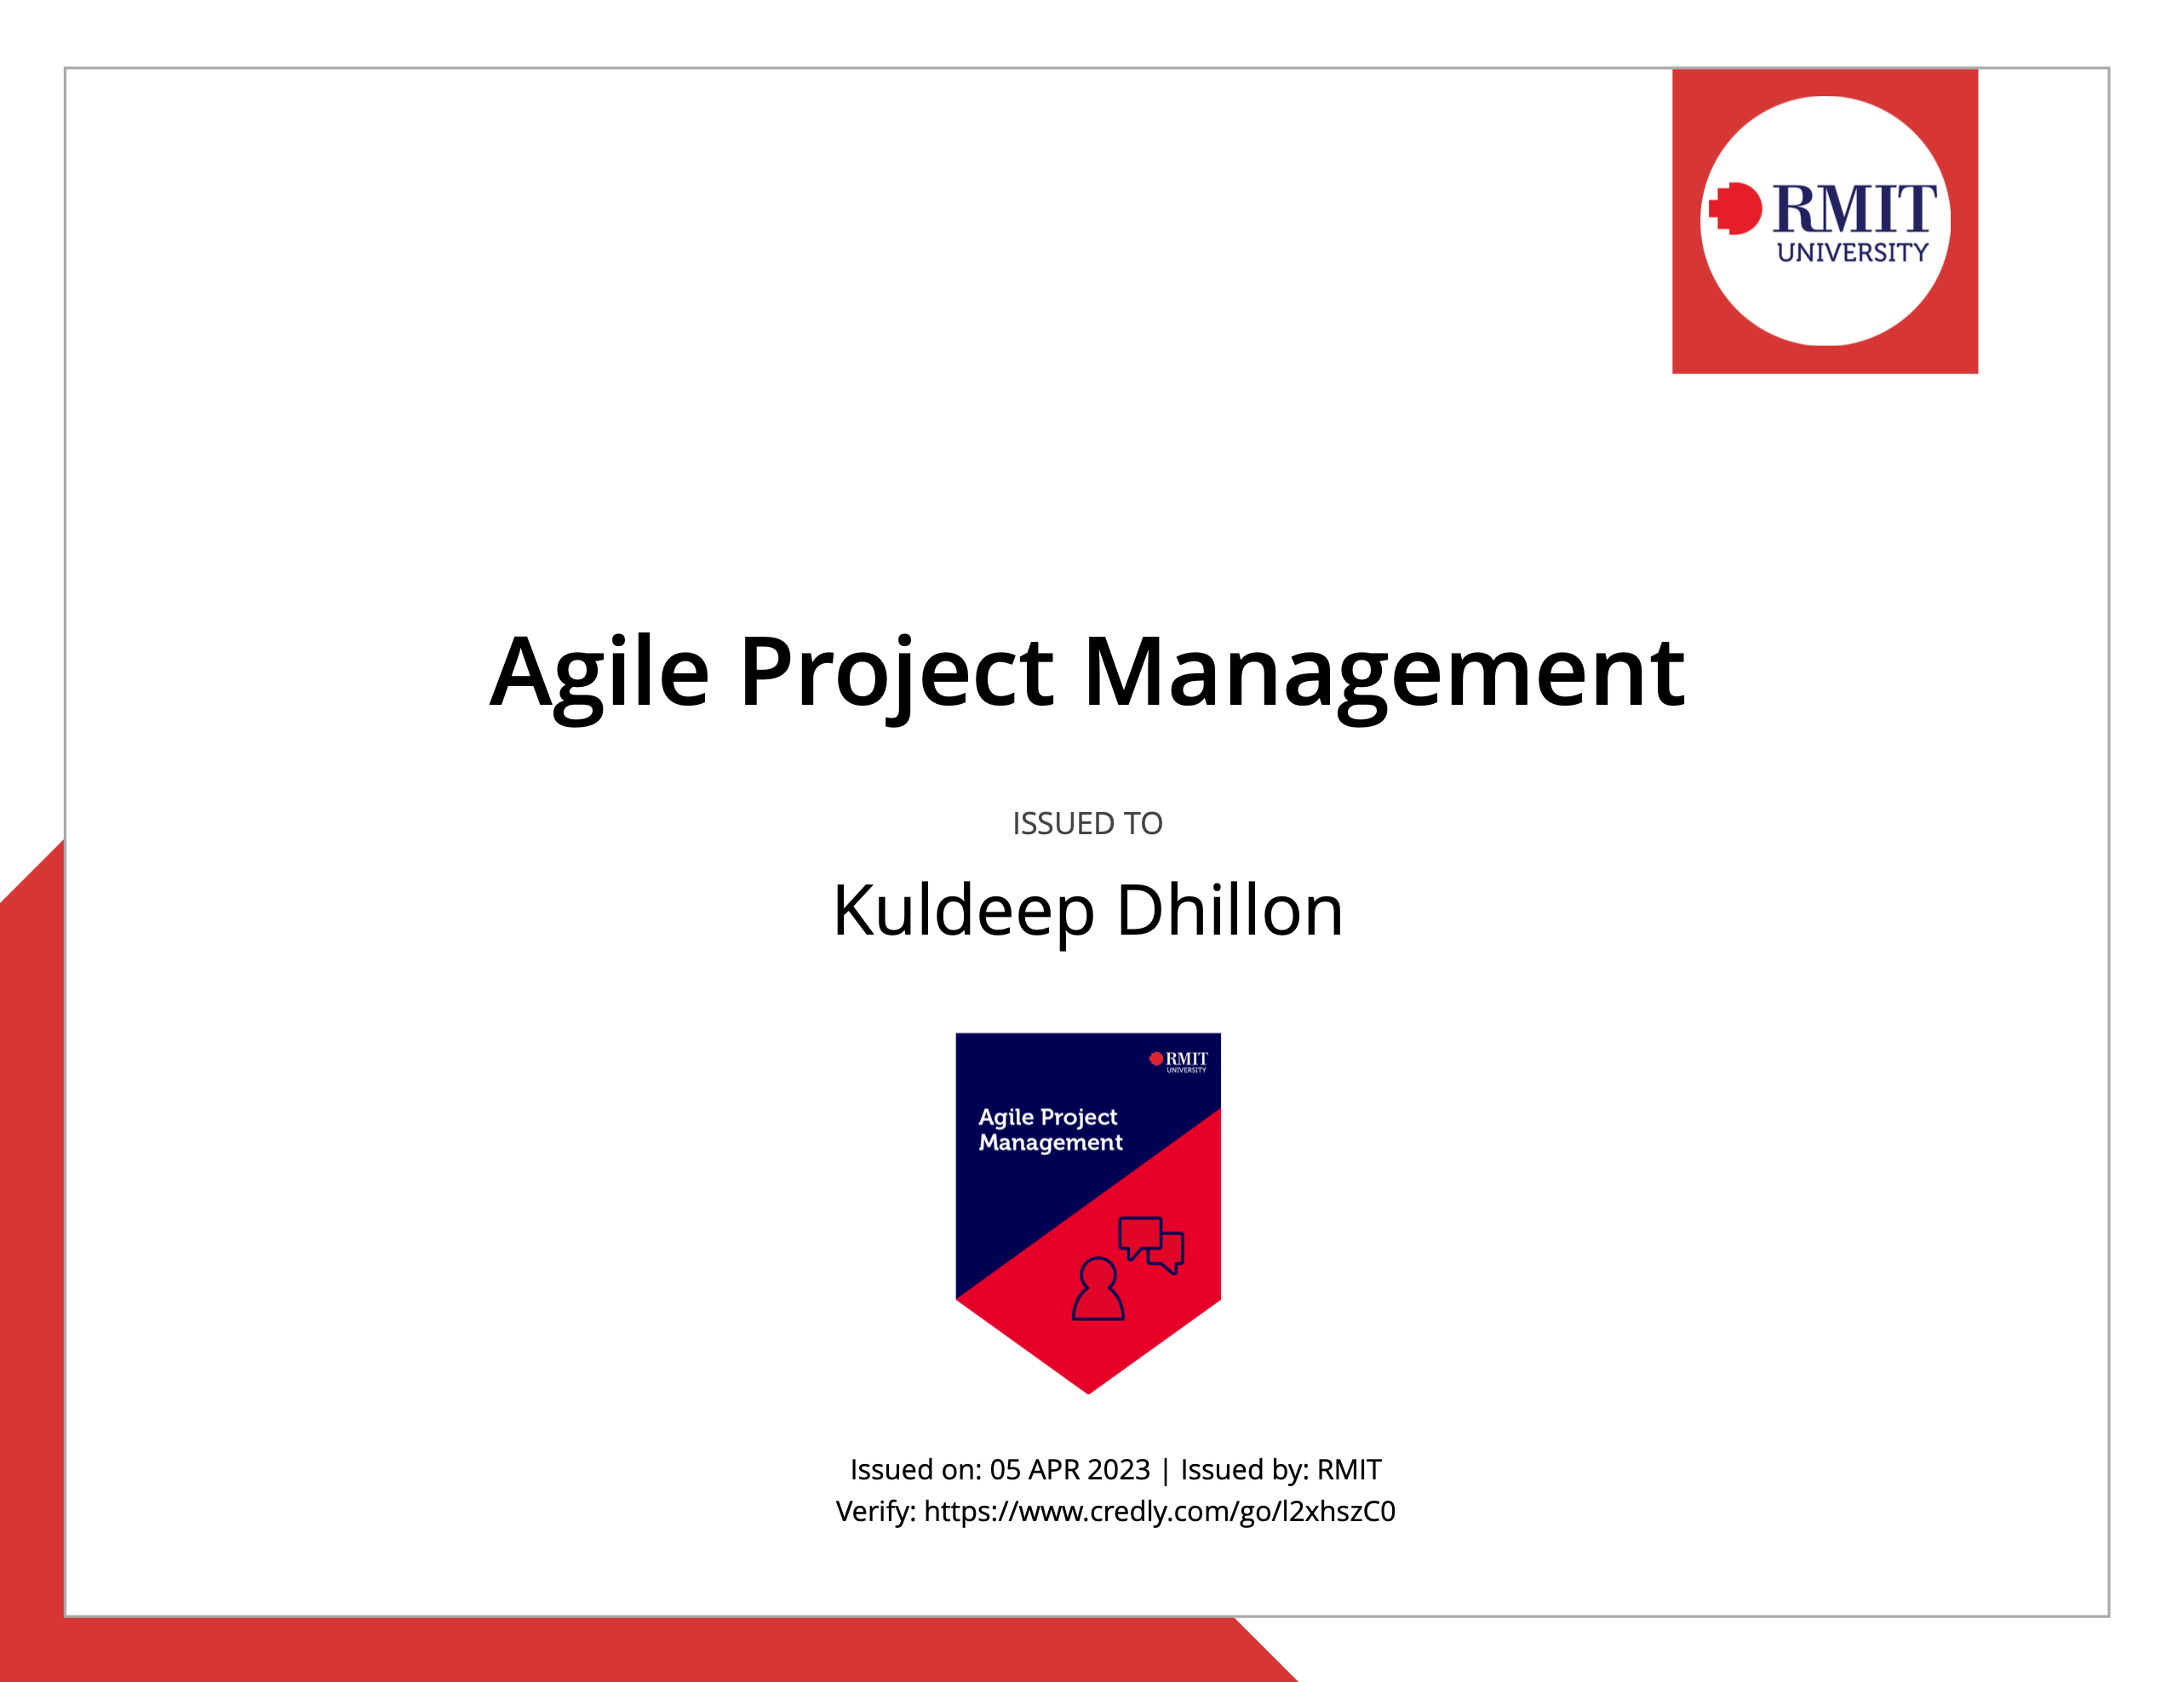 RMIT
UNIVERSITY
Agile Project Management
ISSUED TO
Kuldeep Dhillon
RMIT
UNIVERSITY
Agile Project
Management
Issued on: 05 APR 2023 | Issued by: RMIT
Verify: https://www.credly.com/go/l2xhszC0